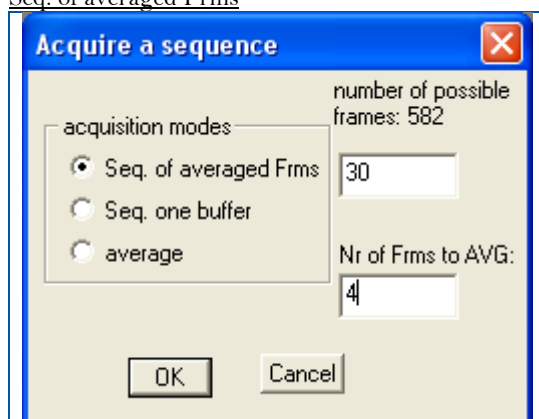 Seq. of averaged Frms
Acquire a sequence
number of possible
frames: 582
acquisition modes
Seq. of averaged Frms
30
Seq. one buffer
average
Nr of Frms to AVG:
4
OK
Cancel